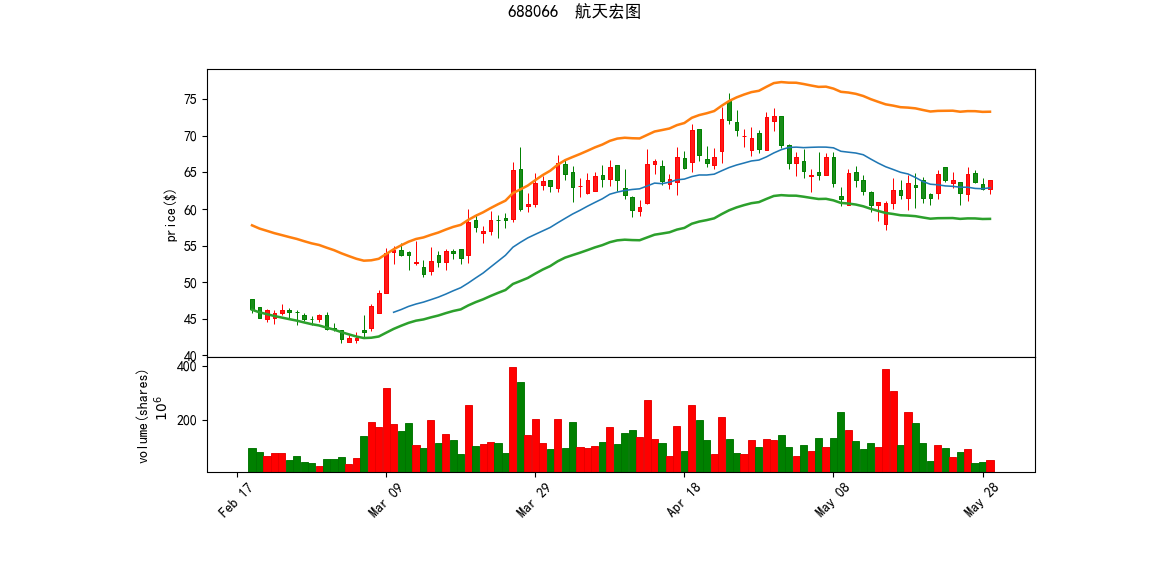 688066  航天宏图
price($)
75
70
65
60
55
50
45
40
volume(shares)
10^6
400
200
Feb 17
Mar 09
Mar 29
Apr 18
May 08
May 28